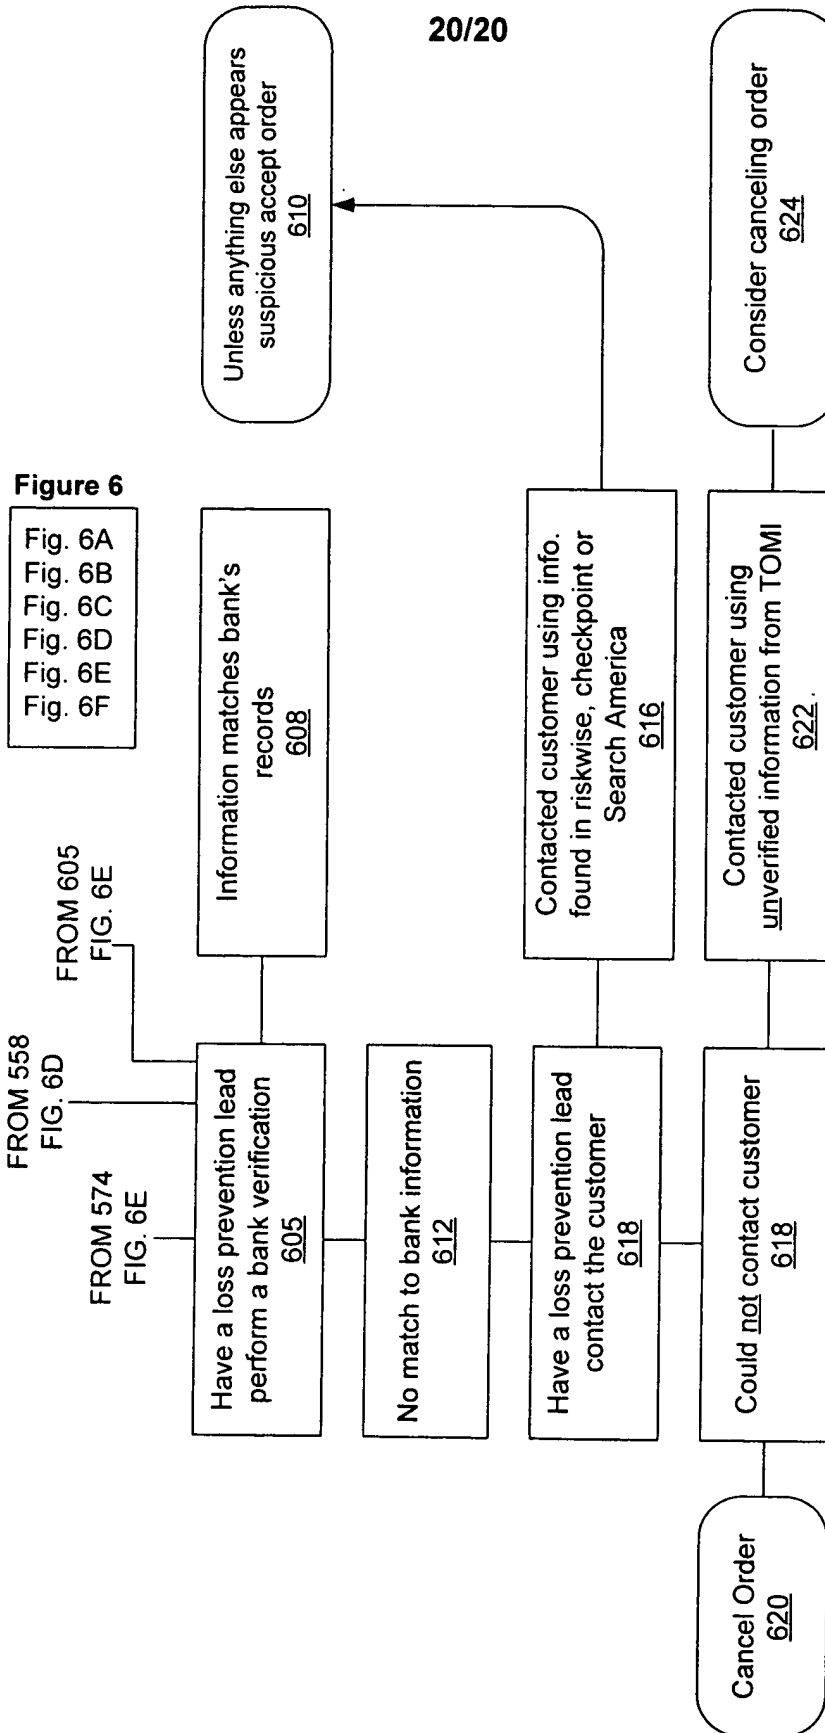 20/20
Figure 6
Fig. 6A
Fig. 6B
Fig. 6C
Fig. 6D
Fig. 6E
Fig. 6F
FROM 574
FIG. 6E
FROM 558
FIG. 6D
FROM 605
FIG. 6E
Have a loss prevention lead
perform a bank verification
605
Information matches bank's
records
608
Unless anything else appears
suspicious accept order
610
No match to bank information
612
Have a loss prevention lead
contact the customer
618
Contacted customer using info.
found in riskwise, checkpoint or
Search America
616
Could not contact customer
618
Contacted customer using
unverified information from TOMI
622
Consider canceling order
624
Cancel Order
620